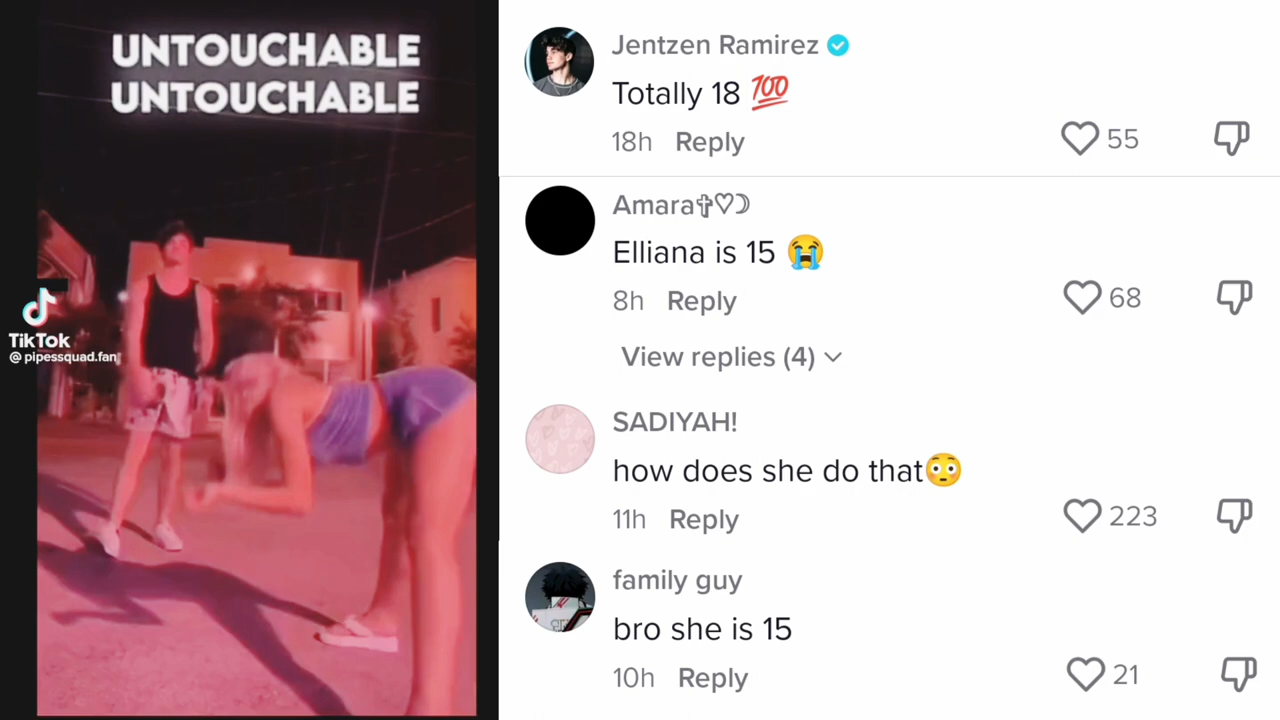 UNTOUCHABLE
UNTOUCHABLE
TikTok
@pipessquad.fan
Jentzen Ramirez
Totally 18 💯
18h Reply
55
Amara✞♡☽
Elliana is 15 😭
8h Reply
68
View replies (4)
SADIYAH!
how does she do that😳
11h Reply
223
family guy
bro she is 15
10h Reply
21